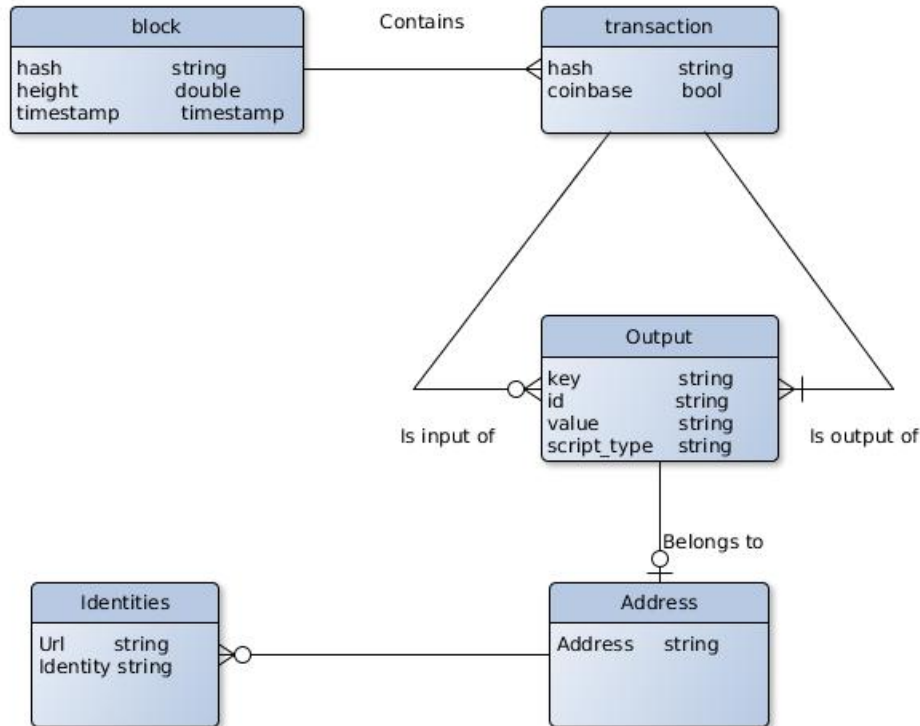 block
hash string
height double
timestamp timestamp
Contains
transaction
hash string
coinbase bool
Output
key string
id string
value string
script_type string
Is input of
Is output of
Belongs to
Identities
Url string
Identity string
Address
Address string